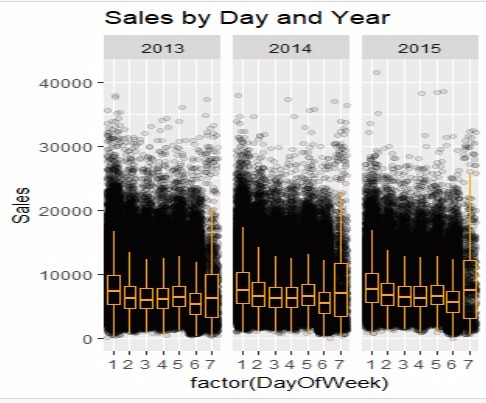 Sales by Day and Year
2013 2014 2015
40000
30000
Sales
20000
10000
0
1 2 3 4 5 6 7 1 2 3 4 5 6 7 1 2 3 4 5 6 7
factor(DayOfWeek)